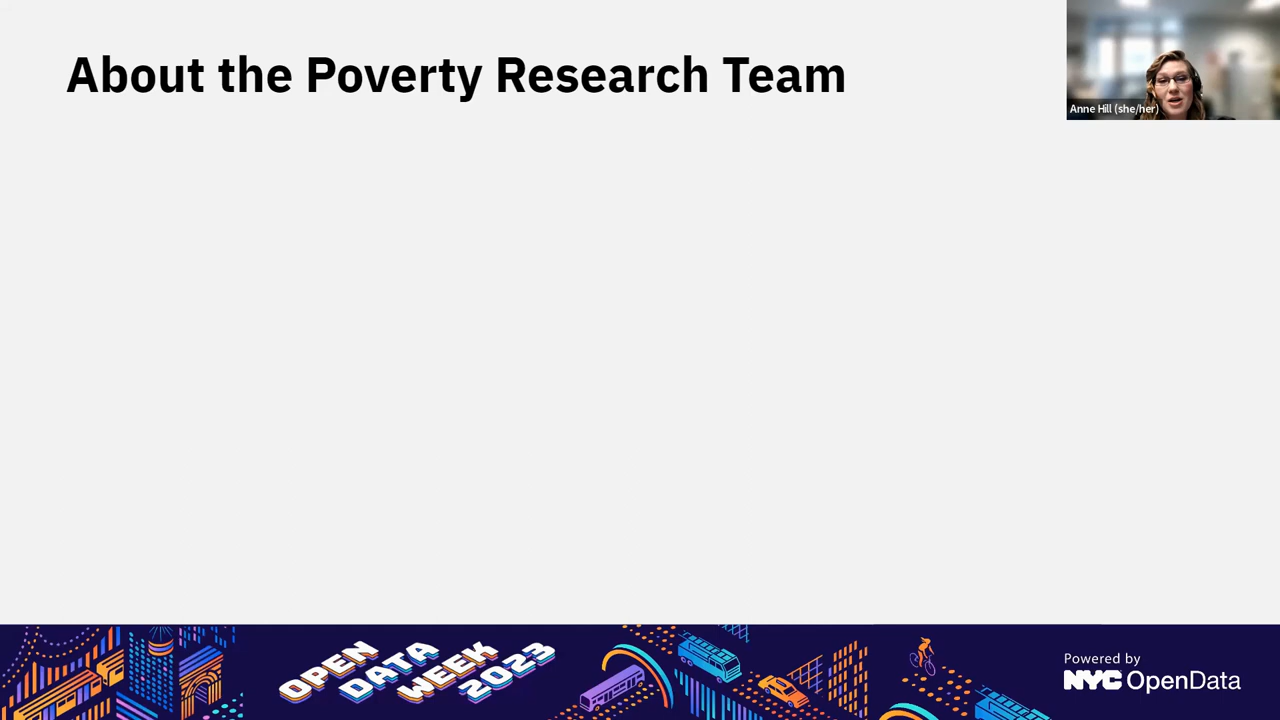 About the Poverty Research Team
Anne Hill (she/her)
OPEN
DATA
WEEK
2023
Powered by
NYC OpenData